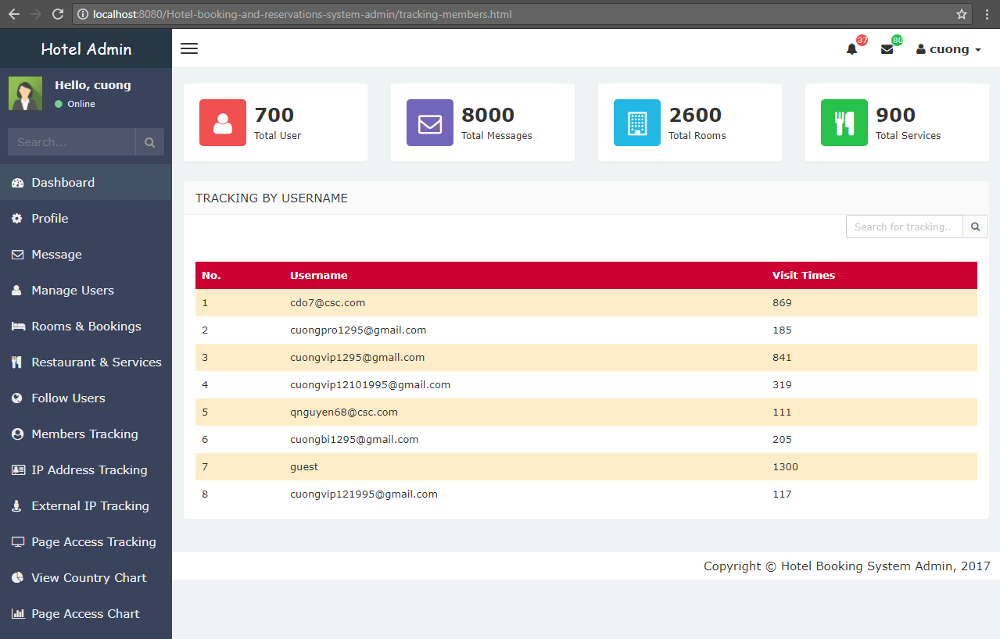 localhost:8080/Hotel-booking-and-reservations-system-admin/tracking-members.html
Hotel Admin
37
80
cuong
Hello, cuong
Online
Search...
Dashboard
Profile
Message
Manage Users
Rooms & Bookings
Restaurant & Services
Follow Users
Members Tracking
IP Address Tracking
External IP Tracking
Page Access Tracking
View Country Chart
Page Access Chart
700
Total User
8000
Total Messages
2600
Total Rooms
900
Total Services
TRACKING BY USERNAME
Search for tracking..
No. Username Visit Times
1 cdo7@csc.com 869
2 cuongpro1295@gmail.com 185
3 cuongvip1295@gmail.com 841
4 cuongvip12101995@gmail.com 319
5 qnguyen68@csc.com 111
6 cuongbi1295@gmail.com 205
7 guest 1300
8 cuongvip121995@gmail.com 117
Copyright © Hotel Booking System Admin, 2017